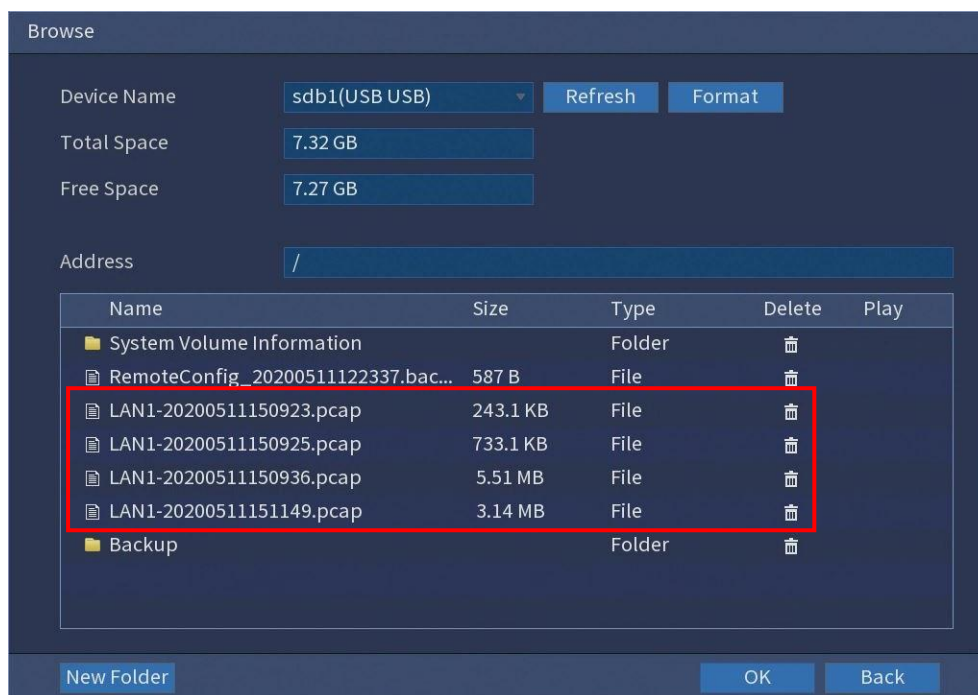 Browse
Device Name sdb1(USB USB) Refresh Format
Total Space 7.32 GB
Free Space 7.27 GB
Address /
Name Size Type Delete Play
System Volume Information Folder
RemoteConfig_20200511122337.bac... 587 B File
LAN1-20200511150923.pcap 243.1 KB File
LAN1-20200511150925.pcap 733.1 KB File
LAN1-20200511150936.pcap 5.51 MB File
LAN1-20200511151149.pcap 3.14 MB File
Backup Folder
New Folder OK Back